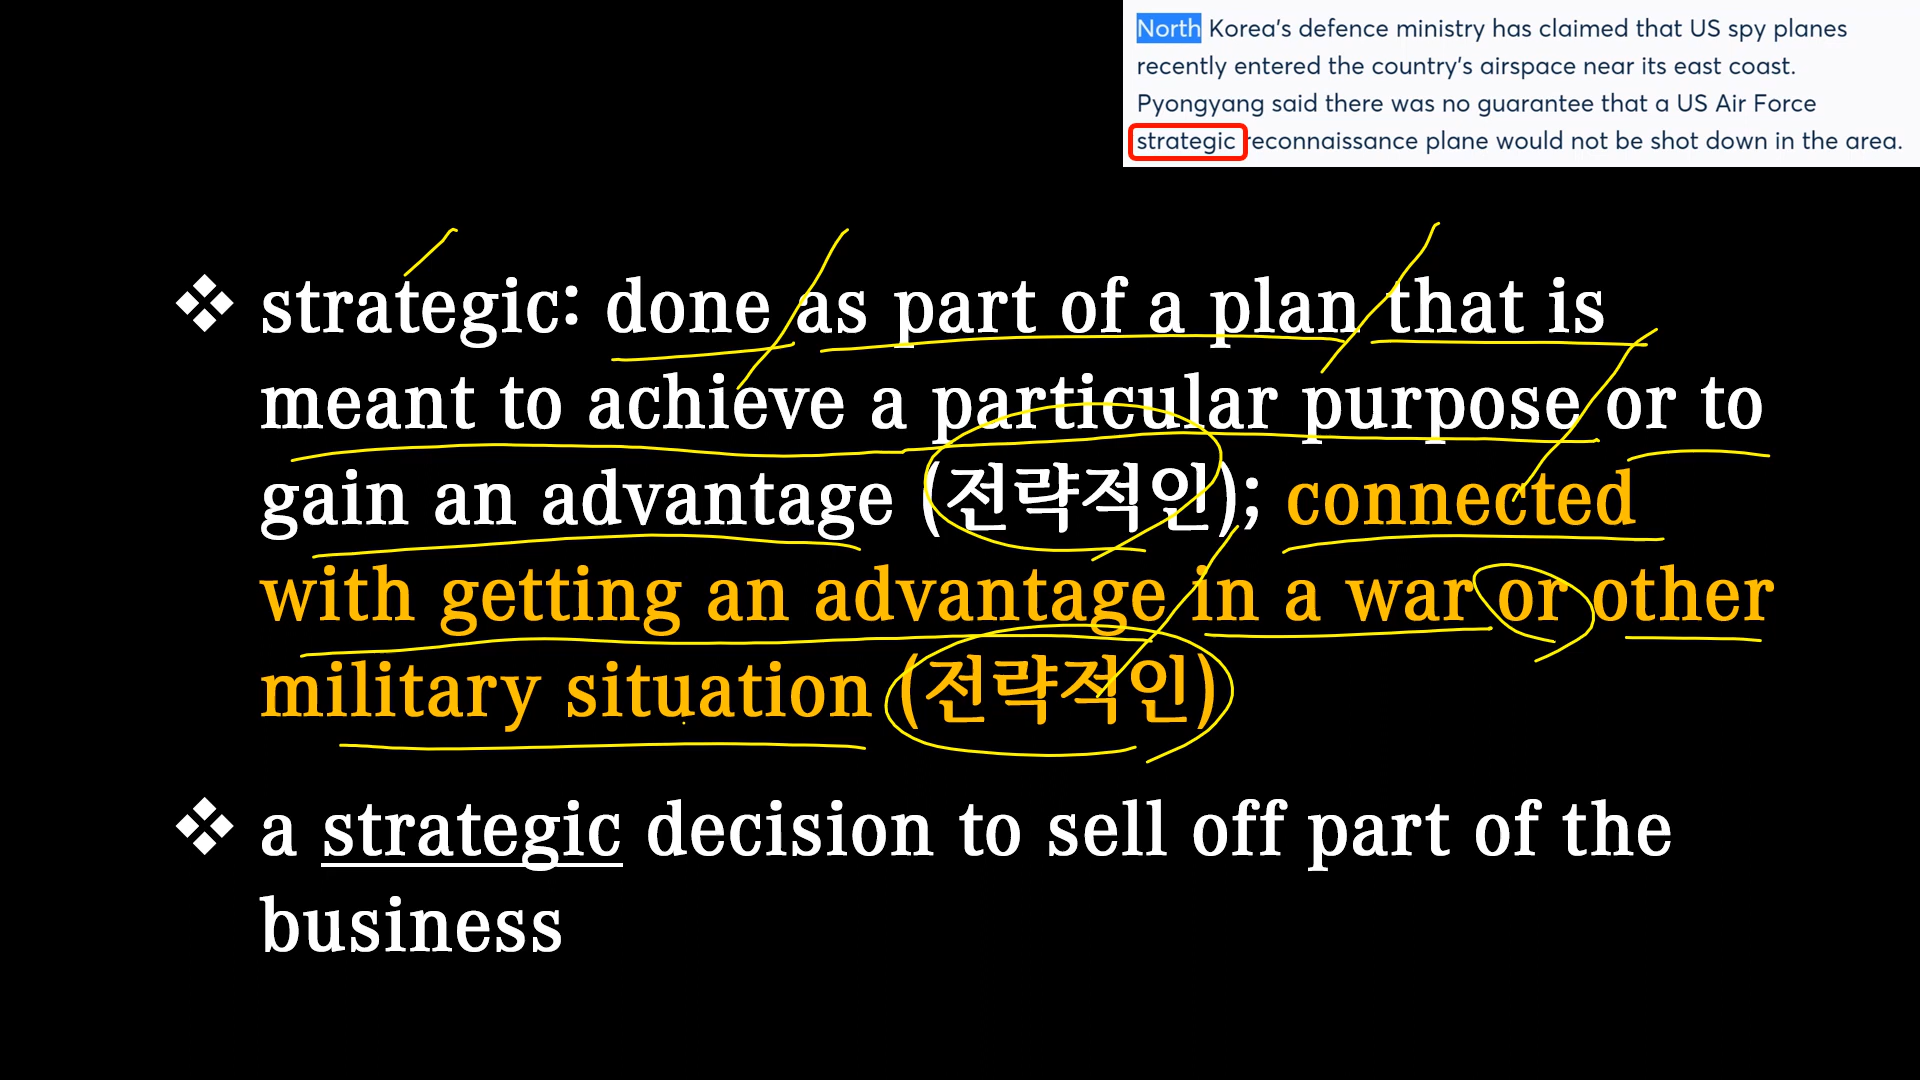 North Korea's defence ministry has claimed that US spy planes
recently entered the country's airspace near its east coast.
Pyongyang said there was no guarantee that a US Air Force
strategic reconnaissance plane would not be shot down in the area.
❖ strategic: done as part of a plan that is
meant to achieve a particular purpose or to
gain an advantage (전략적인); connected
with getting an advantage in a war or other
military situation (전략적인)
❖ a strategic decision to sell off part of the
business